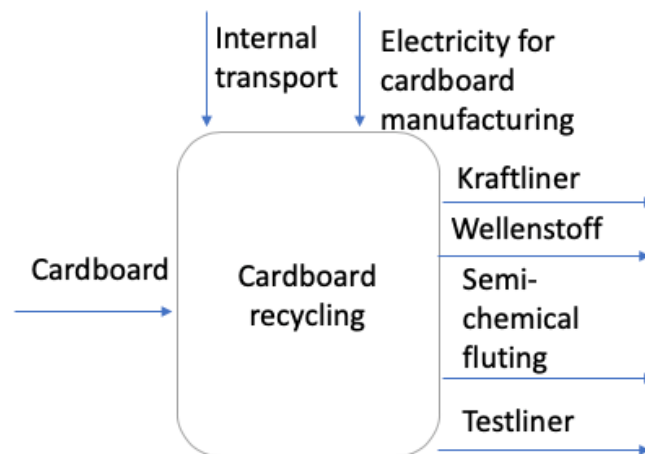 Internal
transport
Electricity for
cardboard
manufacturing
Kraftliner
Wellenstoff
Cardboard
Cardboard
recycling
Semi-
chemical
fluting
Testliner